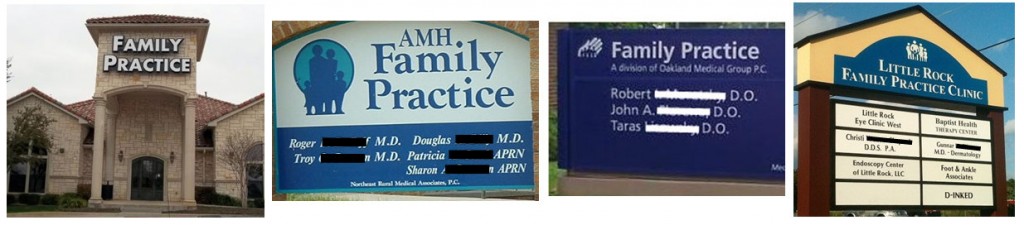 FAMILY
PRACTICE
AMH
Family
Practice
Roger M.D.
Troy M.D.
Douglas M.D.
Patricia APRN
Sharon APRN
Northeast Rural Medical Associates, P.C.
Family Practice
A division of Oakland Medical Group P.C.
Robert D.O.
John A. D.O.
Taras D.O.
LITTLE ROCK
FAMILY PRACTICE CLINIC
Little Rock
Eye Clinic West
Christi
D.D.S. P.A.
Endoscopy Center
of Little Rock, LLC
Baptist Health
THERAPY CENTER
Gunnar
M.D. - Dermatology
Foot & Ankle
Associates
D-INKED